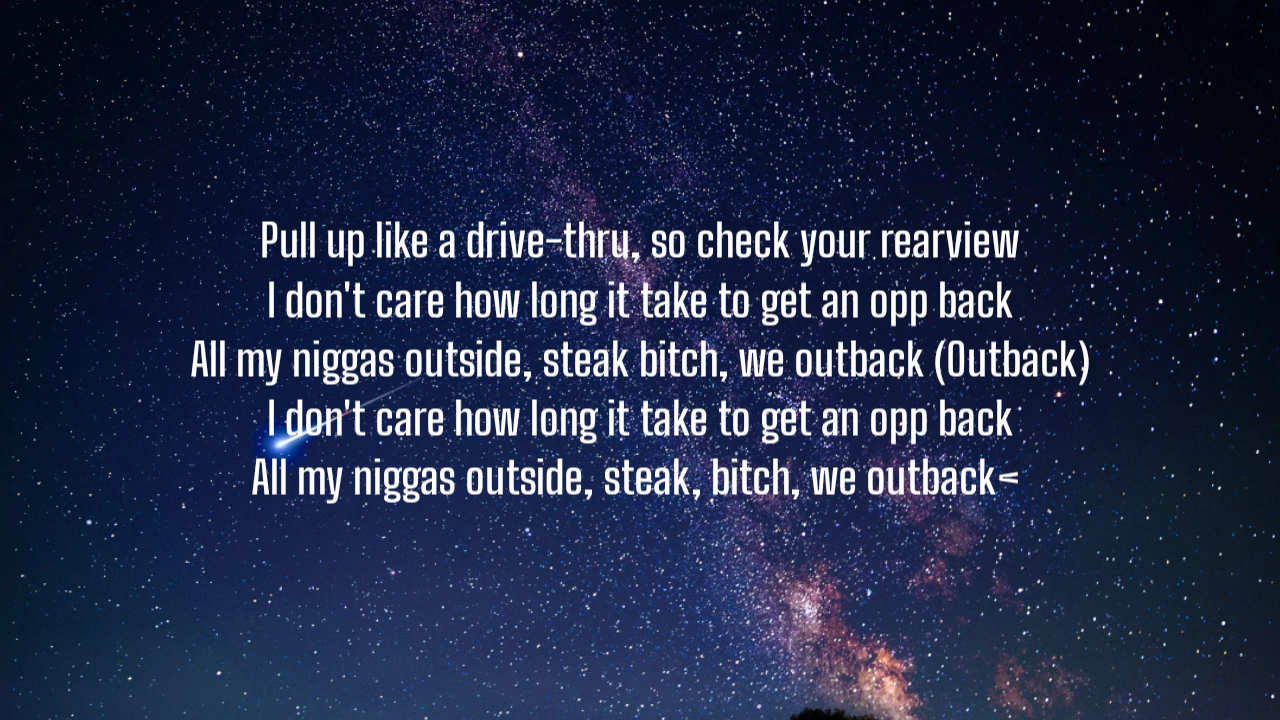 Pull up like a drive-thru, so check your rearview
I don't care how long it take to get an opp back
All my niggas outside, steak bitch, we outback (Outback)
I don't care how long it take to get an opp back
All my niggas outside, steak, bitch, we outback<